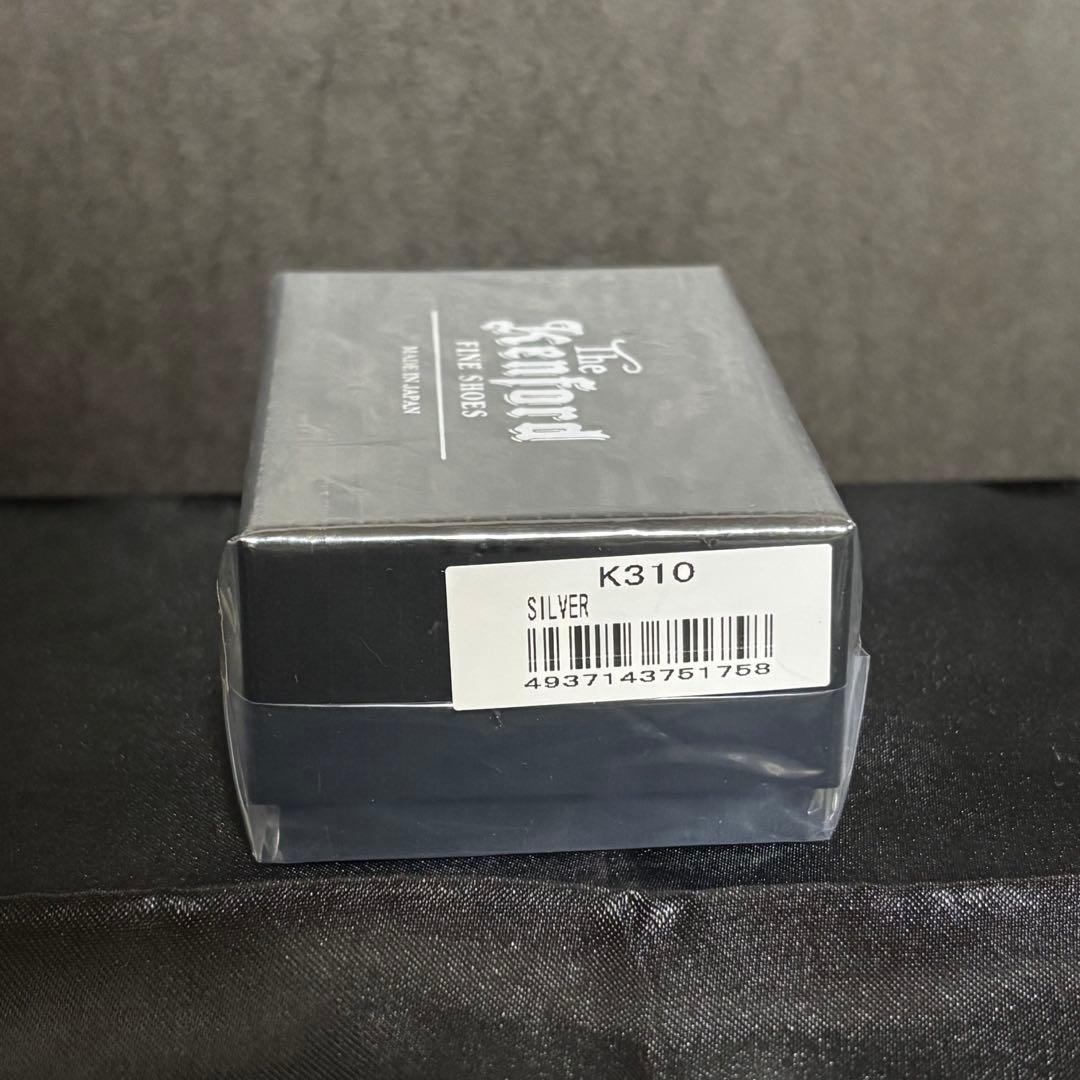 The
Kenford
FINE SHOES
MADE IN JAPAN
K310
SILVER
4937143751758